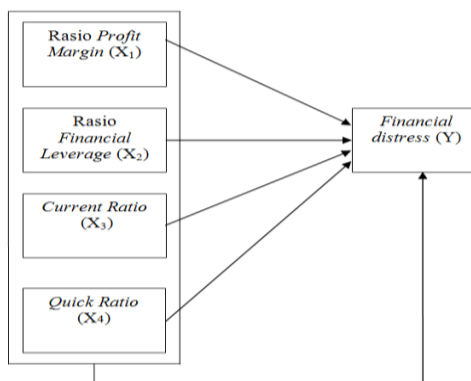 Rasio Profit
Margin (X₁)
Rasio
Financial
Leverage (X₂)
Current Ratio
(X₃)
Quick Ratio
(X4)
Financial
distress (Y)